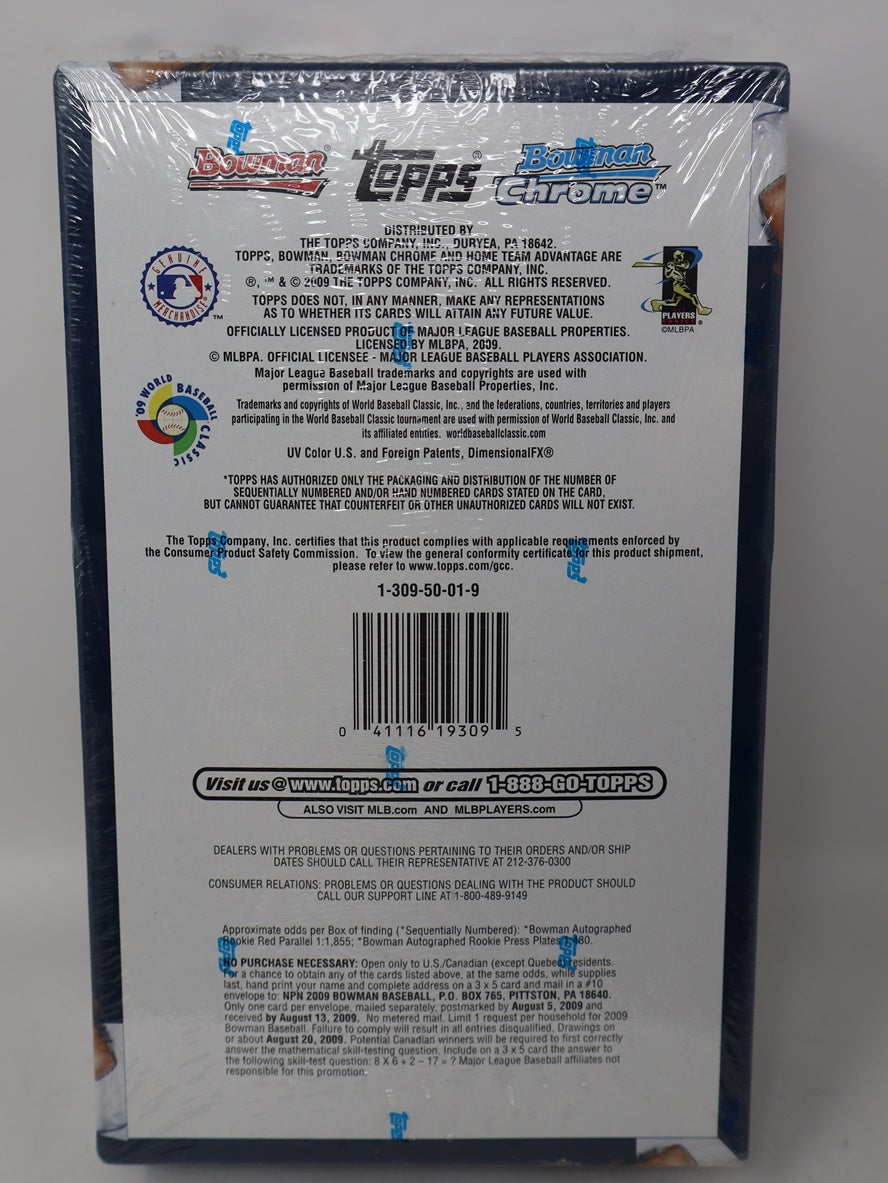 Bowman® topps® Bowman Chrome™
DISTRIBUTED BY
THE TOPPS COMPANY, INC., DURYEA, PA 18642.
TOPPS, BOWMAN, BOWMAN CHROME AND HOME TEAM ADVANTAGE ARE
TRADEMARKS OF THE TOPPS COMPANY, INC.
®, ™ & © 2009 THE TOPPS COMPANY, INC. ALL RIGHTS RESERVED.
GENUINE MERCHANDISE® ™
PLAYERS CHOICE ®
©MLBPA
TOPPS DOES NOT, IN ANY MANNER, MAKE ANY REPRESENTATIONS
AS TO WHETHER ITS CARDS WILL ATTAIN ANY FUTURE VALUE.
OFFICIALLY LICENSED PRODUCT OF MAJOR LEAGUE BASEBALL PROPERTIES.
LICENSED BY MLBPA, 2009.
© MLBPA. OFFICIAL LICENSEE - MAJOR LEAGUE BASEBALL PLAYERS ASSOCIATION.
Major League Baseball trademarks and copyrights are used with
permission of Major League Baseball Properties, Inc.
'09 WORLD BASEBALL CLASSIC
Trademarks and copyrights of World Baseball Classic, Inc., and the federations, countries, territories and players
participating in the World Baseball Classic tournament are used with permission of World Baseball Classic, Inc. and
its affiliated entities. worldbaseballclassic.com
UV Color U.S. and Foreign Patents, DimensionalFX®
*TOPPS HAS AUTHORIZED ONLY THE PACKAGING AND DISTRIBUTION OF THE NUMBER OF
SEQUENTIALLY NUMBERED AND/OR HAND NUMBERED CARDS STATED ON THE CARD,
BUT CANNOT GUARANTEE THAT COUNTERFEIT OR OTHER UNAUTHORIZED CARDS WILL NOT EXIST.
The Topps Company, Inc. certifies that this product complies with applicable requirements enforced by
the Consumer Product Safety Commission. To view the general conformity certificate for this product shipment,
please refer to www.topps.com/gcc.
1-309-50-01-9
0 41116 19309 5
Visit us @ www.topps.com or call 1-888-GO-TOPPS
ALSO VISIT MLB.com AND MLBPLAYERS.com
DEALERS WITH PROBLEMS OR QUESTIONS PERTAINING TO THEIR ORDERS AND/OR SHIP
DATES SHOULD CALL THEIR REPRESENTATIVE AT 212-376-0300
CONSUMER RELATIONS: PROBLEMS OR QUESTIONS DEALING WITH THE PRODUCT SHOULD
CALL OUR SUPPORT LINE AT 1-800-489-9149
Approximate odds per Box of finding (*Sequentially Numbered): *Bowman Autographed
Rookie Red Parallel 1:1,855; *Bowman Autographed Rookie Press Plates
NO PURCHASE NECESSARY: Open only to U.S./Canadian (except Quebec) residents.
For a chance to obtain any of the cards listed above, at the same odds, while supplies
last, hand print your name and complete address on a 3 x 5 card and mail in a #10
envelope to: NPN 2009 BOWMAN BASEBALL, P.O. BOX 765, PITTSTON, PA 18640.
Only one card per envelope, mailed separately, postmarked by August 5, 2009 and
received by August 13, 2009. No metered mail. Limit 1 request per household for 2009
Bowman Baseball. Failure to comply will result in all entries disqualified. Drawings on
or about August 20, 2009. Potential Canadian winners will be required to first correctly
answer the mathematical skill-testing question. Include on a 3 x 5 card the answer to
the following skill-test question: 8 X 6 + 2 – 17 = ? Major League Baseball affiliates not
responsible for this promotion.